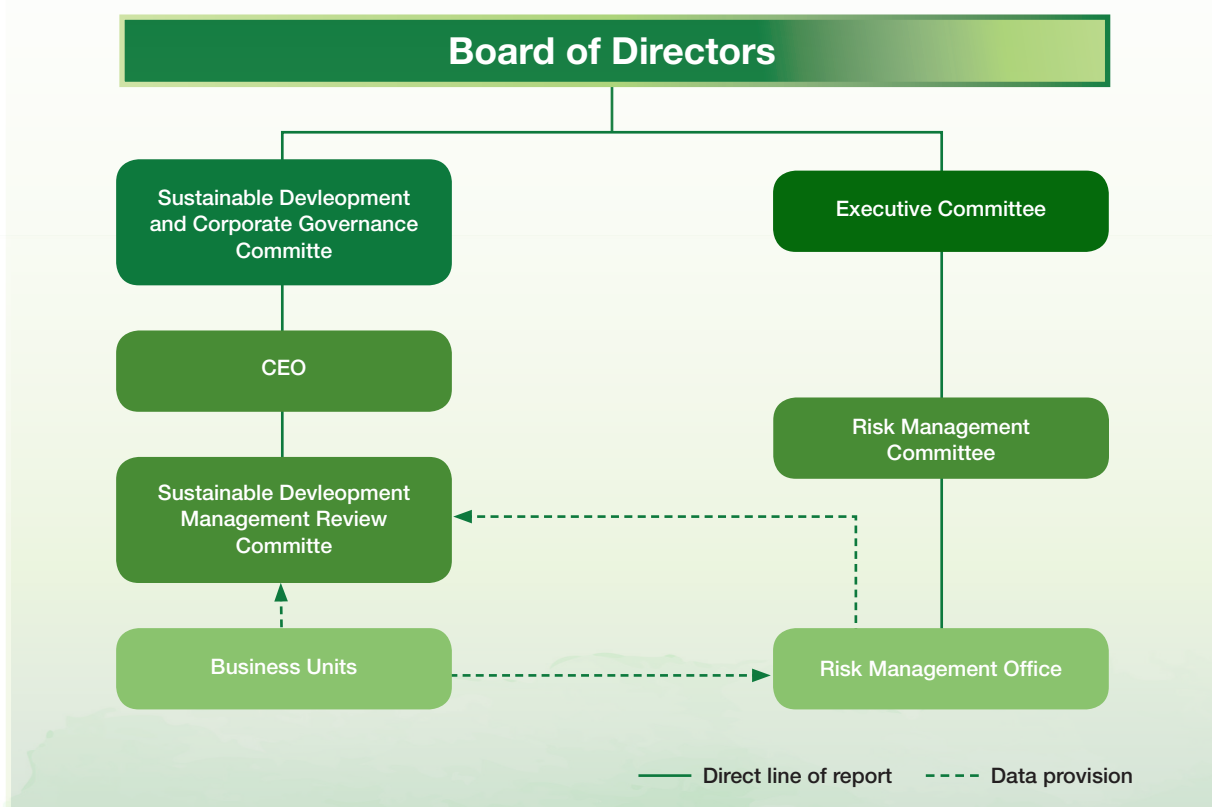 Board of Directors
Sustainable Devleopment
and Corporate Governance
Committe
Executive Committee
CEO
Risk Management
Committee
Sustainable Devleopment
Management Review
Committe
Business Units
Risk Management Office
Direct line of report
Data provision